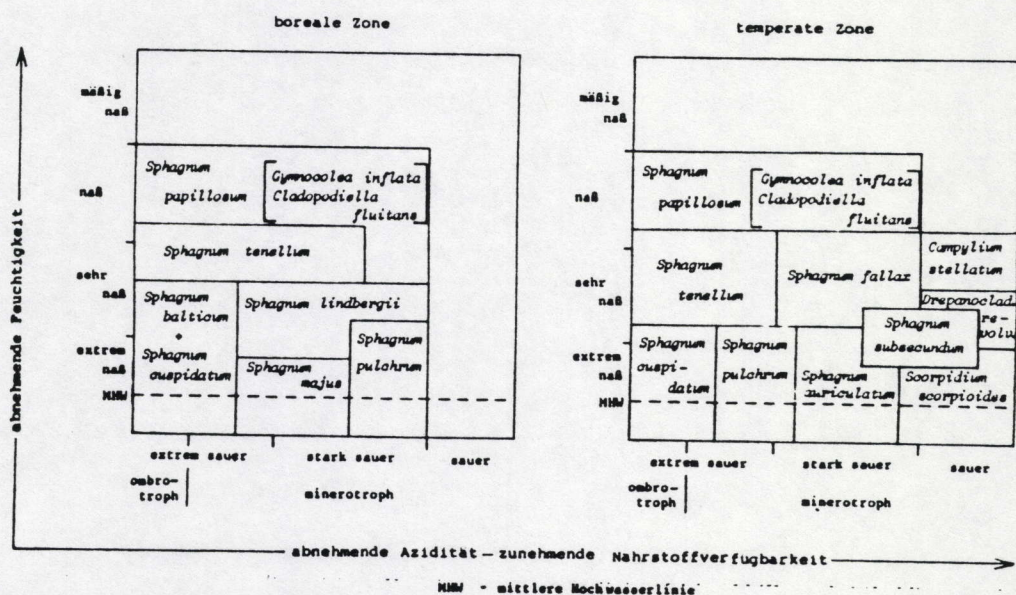 boreale Zone
temperate Zone
abnehmende Feuchtigkeit
mäßig
naß
naß
sehr
naß
extrem
naß
MHW
Sphagnum
papillosum
Gymnocolea inflata
Cladopodiella
fluitans
Sphagnum tenellum
Sphagnum
balticum
+
Sphagnum
cuspidatum
Sphagnum lindbergii
Sphagnum
majus
Sphagnum
pulchrum
extrem sauer
stark sauer
sauer
ombro-
troph
minerotroph
mäßig
naß
naß
sehr
naß
extrem
naß
MHW
Sphagnum
papillosum
Gymnocolea inflata
Cladopodiella
fluitans
Sphagnum
tenellum
Sphagnum fallax
Campylium
stellatum
Drepanoclad.
re-
volv.
Sphagnum
subsecundum
Sphagnum
cuspi-
datum
Sphagnum
pulchrum
Sphagnum
auriculatum
Scorpidium
scorpioides
extrem sauer
stark sauer
sauer
ombro-
troph
minerotroph
abnehmende Azidität — zunehmende Nährstoffverfugbarkeit
MHW - mittlere Hochwasserlinie